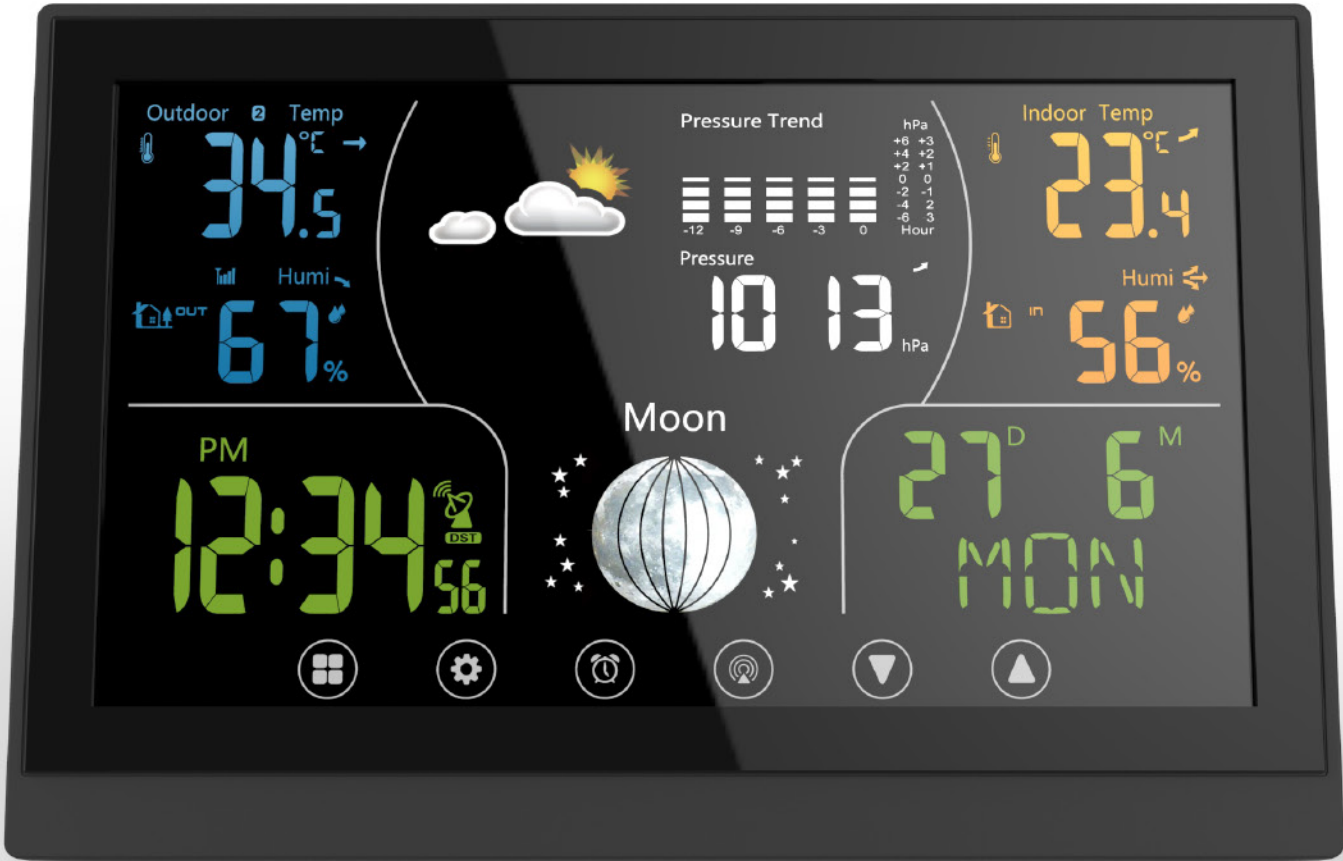 Outdoor 2 Temp
34.5 °C
Humi
OUT
67 %
Pressure Trend
hPa
+6 +3
+4 +2
+2 +1
0 0
-2 -1
-4 2
-6 3
-12 -9 -6 -3 0 Hour
Pressure
10 13 hPa
Indoor Temp
23.4 °C
Humi
IN
56 %
PM
12:34 56
DST
Moon
27 D 6 M
MON